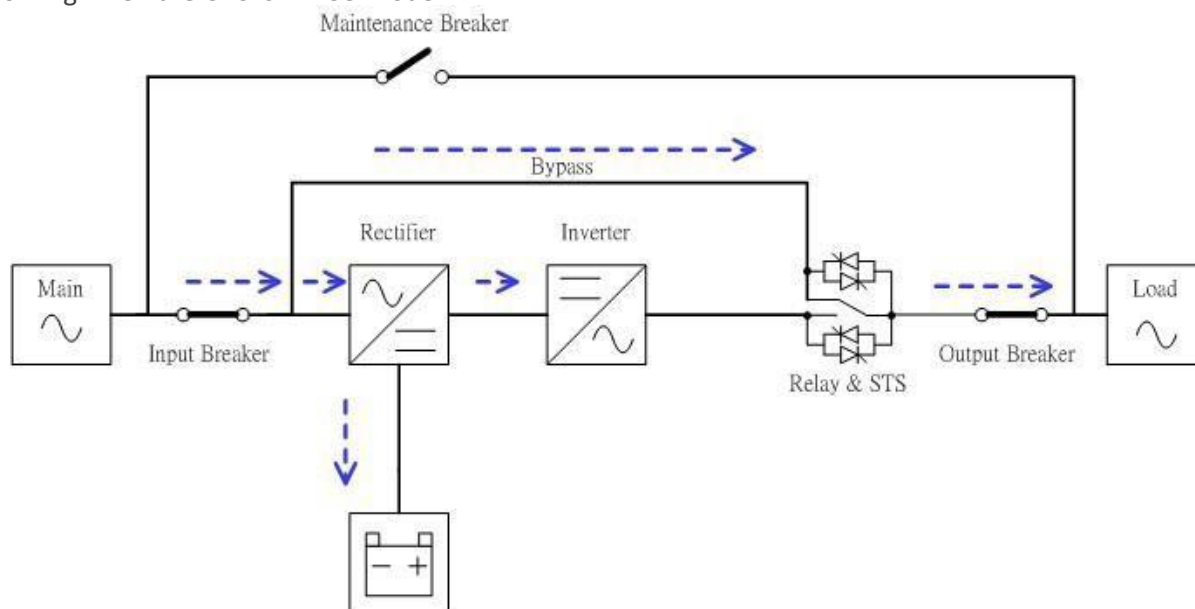 Maintenance Breaker
Bypass
Rectifier
Inverter
Main
Load
Input Breaker
Output Breaker
Relay & STS